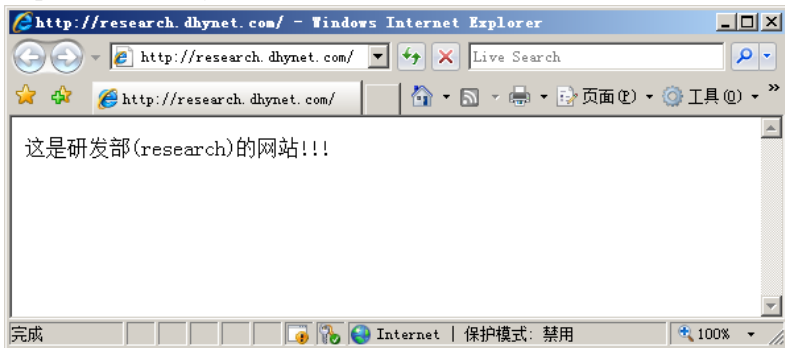 http://research.dhynet.com/ - Windows Internet Explorer
http://research.dhynet.com/ Live Search
http://research.dhynet.com/ 页面(P) 工具(O) »
这是研发部(research)的网站!!!
完成 Internet | 保护模式: 禁用 100%